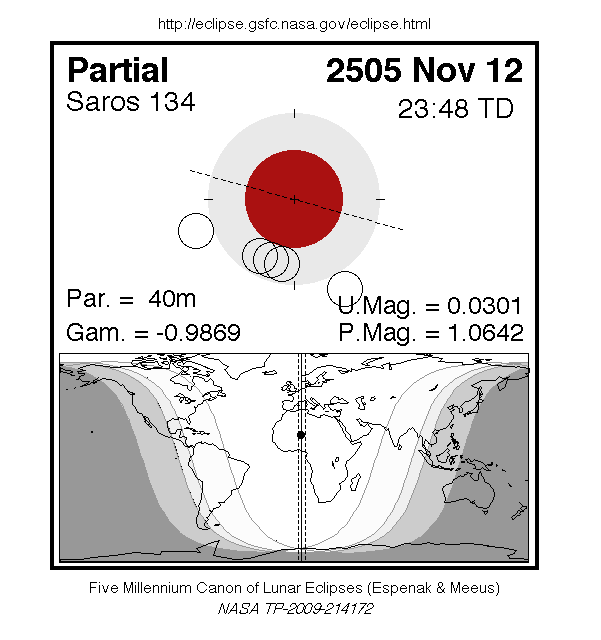 http://eclipse.gsfc.nasa.gov/eclipse.html
Partial
2505 Nov 12
Saros 134
23:48 TD
Par. = 40m
U.Mag. = 0.0301
Gam. = -0.9869
P.Mag. = 1.0642
Five Millennium Canon of Lunar Eclipses (Espenak & Meeus)
NASA TP-2009-214172